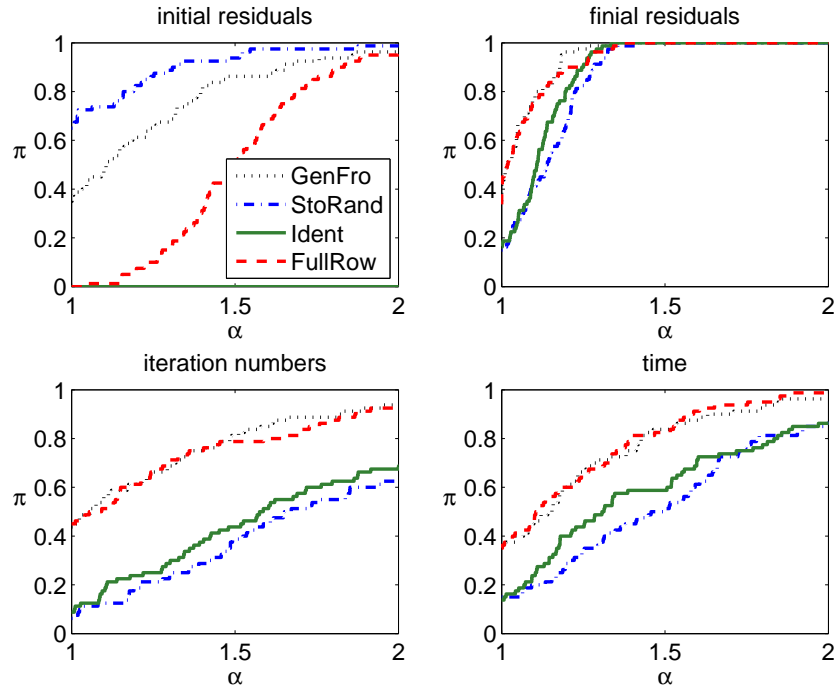 initial residuals
1
0.8
0.6
π
0.4
0.2
0
1
1.5
2
α
GenFro
StoRand
Ident
FullRow
finial residuals
1
0.8
0.6
π
0.4
0.2
0
1
1.5
2
α
iteration numbers
1
0.8
0.6
π
0.4
0.2
0
1
1.5
2
α
time
1
0.8
0.6
π
0.4
0.2
0
1
1.5
2
α